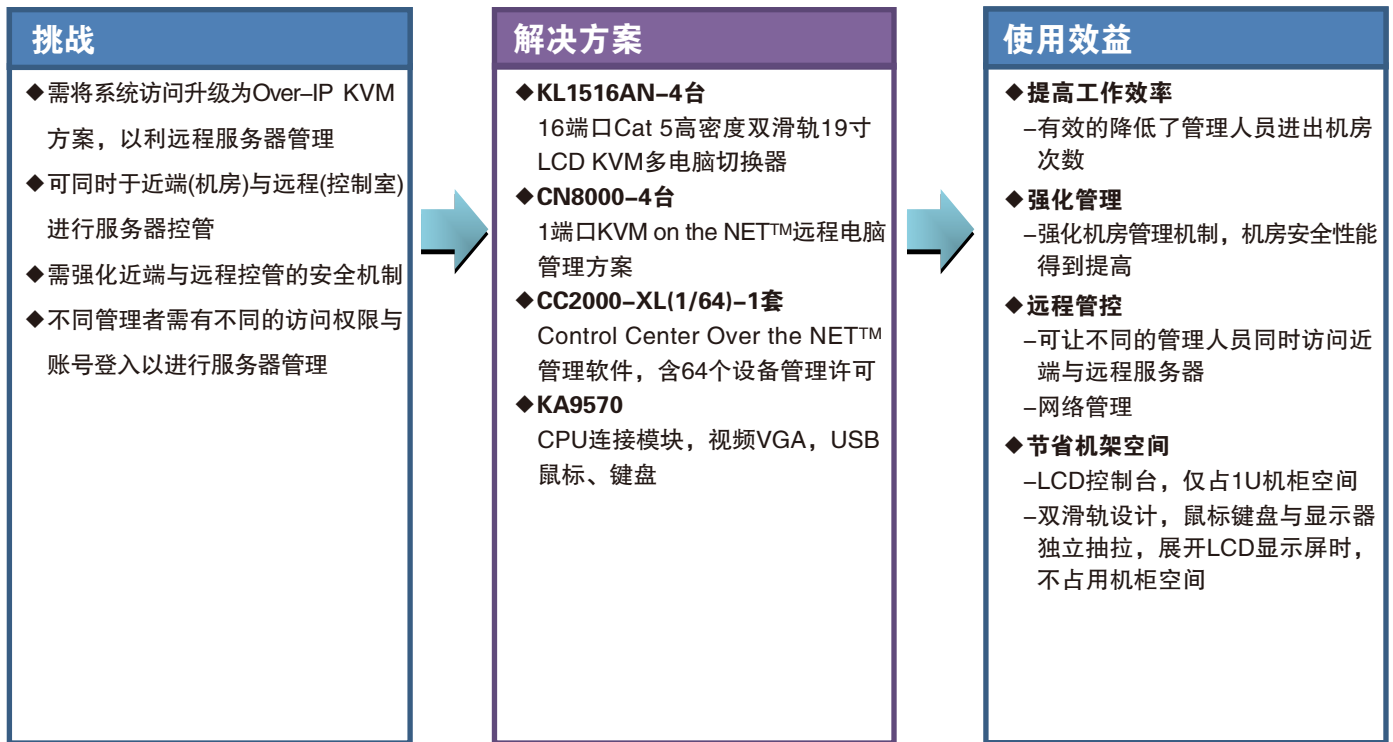 挑战
◆需将系统访问升级为Over–IP KVM
方案，以利远程服务器管理
◆可同时于近端(机房)与远程(控制室)
进行服务器控管
◆需强化近端与远程控管的安全机制
◆不同管理者需有不同的访问权限与
账号登入以进行服务器管理
解决方案
◆KL1516AN–4台
16端口Cat 5高密度双滑轨19寸
LCD KVM多电脑切换器
◆CN8000–4台
1端口KVM on the NET™远程电脑
管理方案
◆CC2000–XL(1/64)–1套
Control Center Over the NET™
管理软件，含64个设备管理许可
◆KA9570
CPU连接模块，视频VGA，USB
鼠标、键盘
使用效益
◆提高工作效率
–有效的降低了管理人员进出机房
次数
◆强化管理
–强化机房管理机制，机房安全性能
得到提高
◆远程管控
–可让不同的管理人员同时访问近
端与远程服务器
–网络管理
◆节省机架空间
–LCD控制台，仅占1U机柜空间
–双滑轨设计，鼠标键盘与显示器
独立抽拉，展开LCD显示屏时，
不占用机柜空间